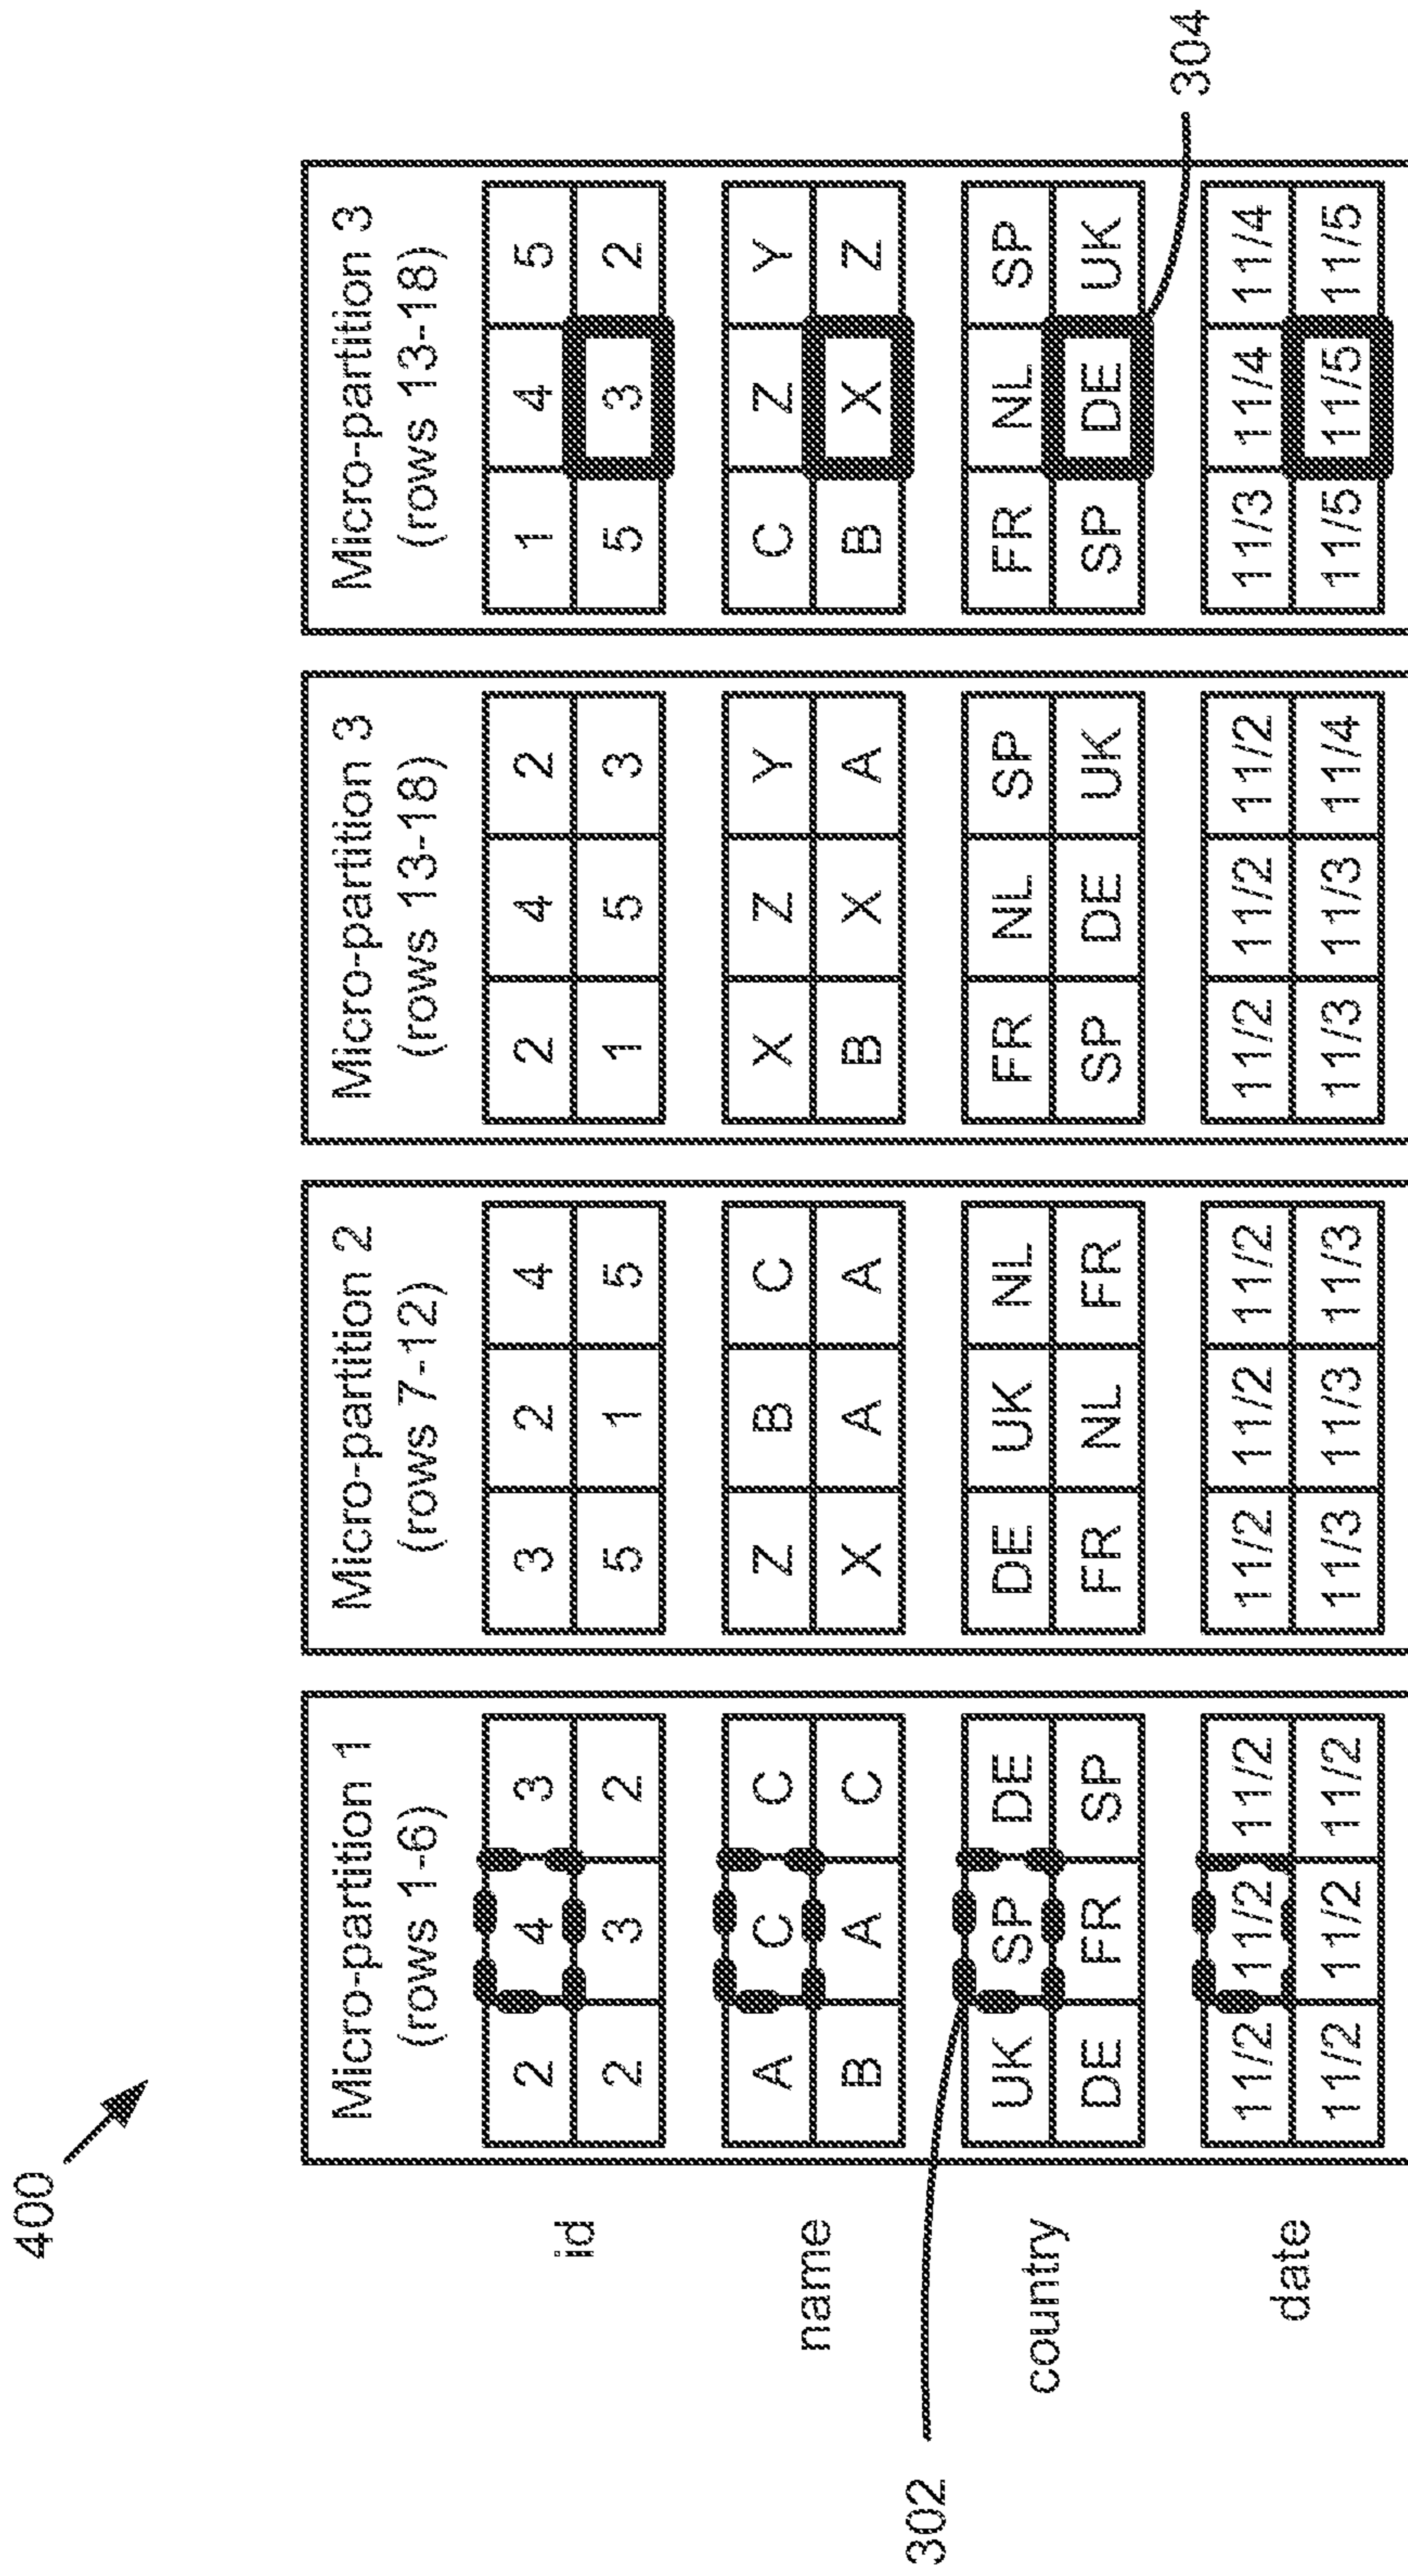 400
Micro-partition 1 Micro-partition 2 Micro-partition 3 Micro-partition 3
(rows 1-6) (rows 7-12) (rows 13-18) (rows 13-18)
2 4 3 3 2 4 2 4 2 1 4 5
id
2 3 2 5 1 5 1 5 3 5 3 2
A C C Z B C X Z Y C Z Y
name
B A C X A A B X A B X Z
UK SP DE DE UK NL FR NL SP FR NL SP
country
DE FR SP FR NL FR SP DE UK SP DE UK
302
304
11/2 11/2 11/2 11/2 11/2 11/2 11/2 11/2 11/2 11/3 11/4 11/4
date
11/2 11/2 11/2 11/3 11/3 11/3 11/3 11/3 11/4 11/5 11/5 11/5